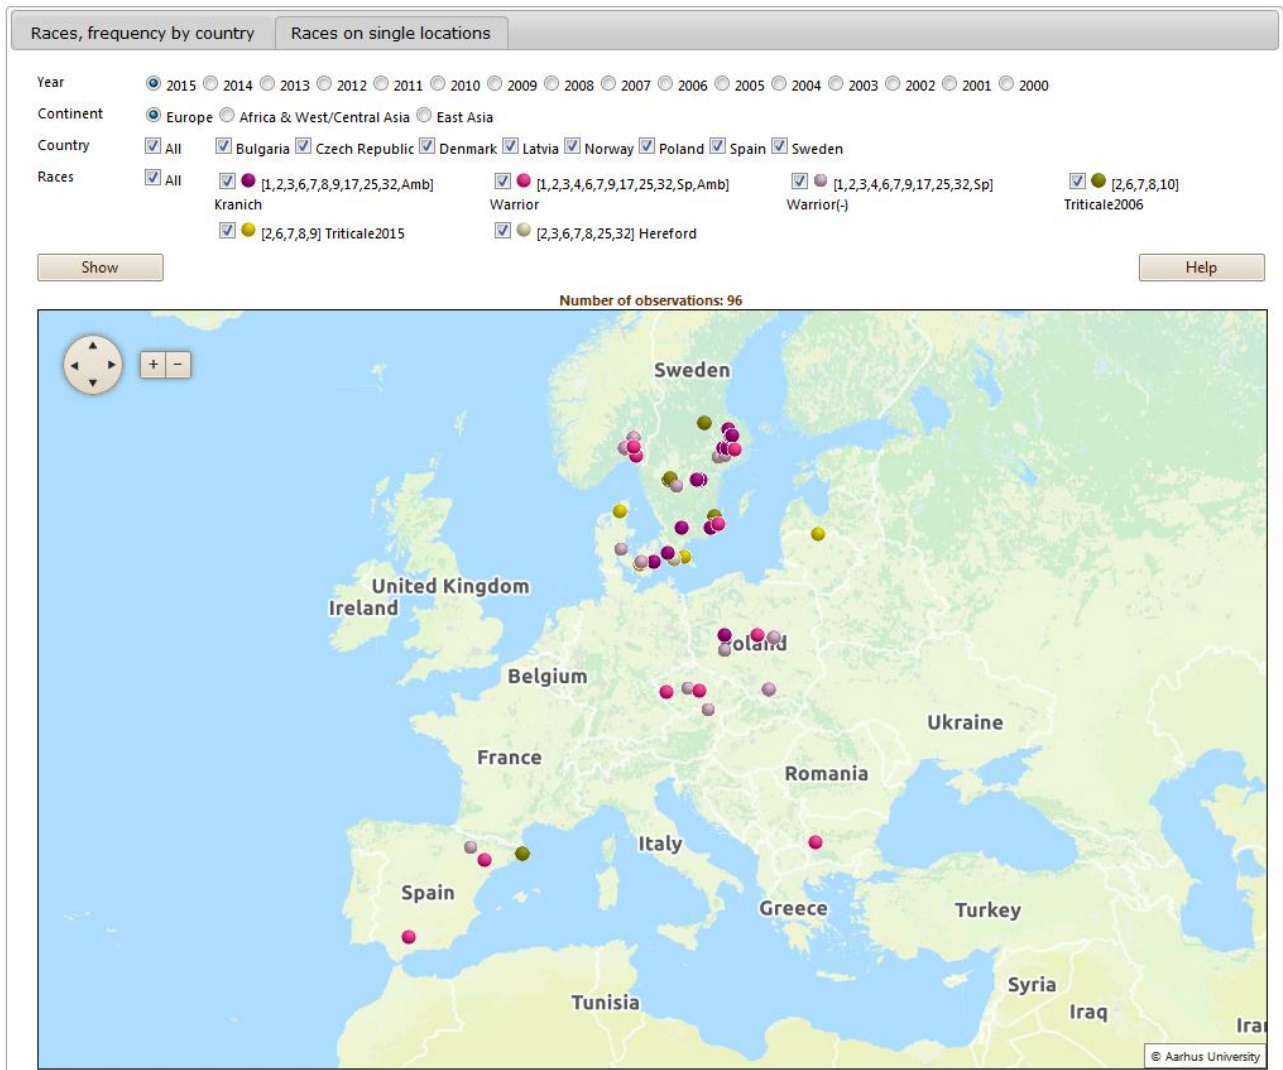 Races, frequency by country Races on single locations
Year 2015 2014 2013 2012 2011 2010 2009 2008 2007 2006 2005 2004 2003 2002 2001 2000
Continent Europe Africa & West/Central Asia East Asia
Country All Bulgaria Czech Republic Denmark Latvia Norway Poland Spain Sweden
Races All [1,2,3,6,7,8,9,17,25,32,Amb] [1,2,3,4,6,7,9,17,25,32,Sp,Amb] [1,2,3,4,6,7,9,17,25,32,Sp] [2,6,7,8,10]
Kranich Warrior Warrior(-) Triticale2006
[2,6,7,8,9] Triticale2015 [2,3,6,7,8,25,32] Hereford
Show Help
Number of observations: 96
+ −
Sweden
United Kingdom
Ireland
oland
Belgium
Ukraine
France
Romania
Italy
Spain
Greece
Turkey
Syria
Tunisia
Iraq
Irai
© Aarhus University